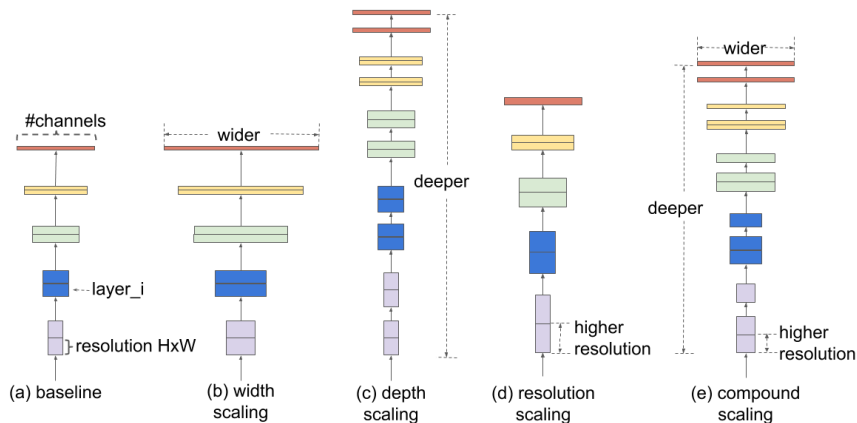 #channels
layer_i
resolution HxW
(a) baseline
wider
(b) width
scaling
deeper
(c) depth
scaling
higher
resolution
(d) resolution
scaling
wider
deeper
higher
resolution
(e) compound
scaling